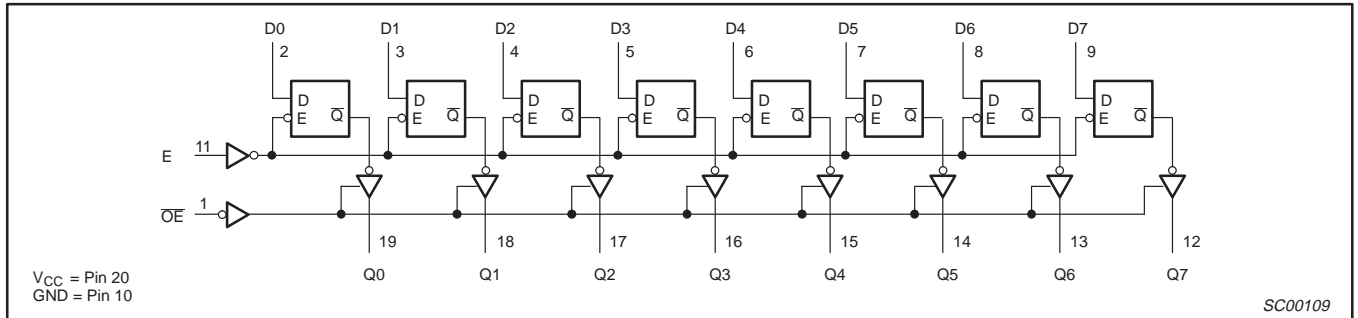 D0 D1 D2 D3 D4 D5 D6 D7
2 3 4 5 6 7 8 9
D Q̅ D Q̅ D Q̅ D Q̅ D Q̅ D Q̅ D Q̅ D Q̅
E E E E E E E E
E 11
O̅E̅ 1
19 18 17 16 15 14 13 12
Q0 Q1 Q2 Q3 Q4 Q5 Q6 Q7
VCC = Pin 20
GND = Pin 10
SC00109